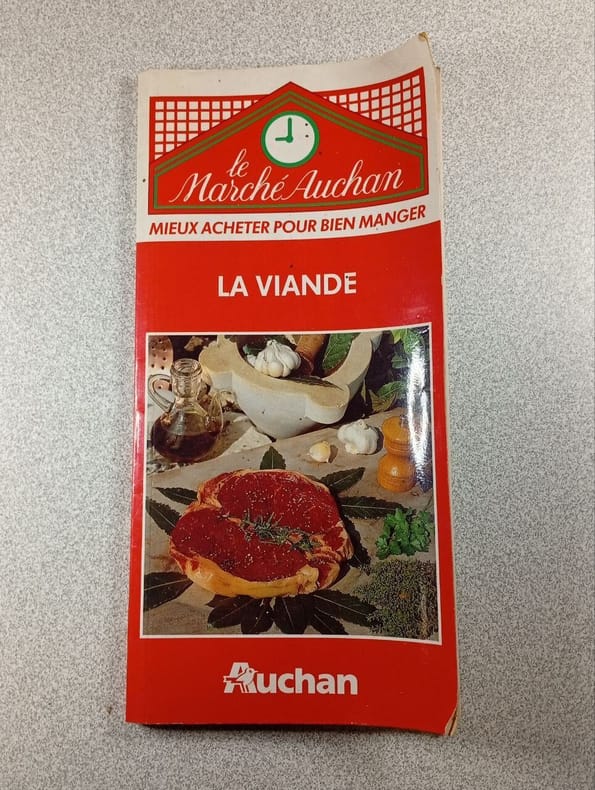 le
Marché Auchan
MIEUX ACHETER POUR BIEN MANGER
LA VIANDE
Auchan